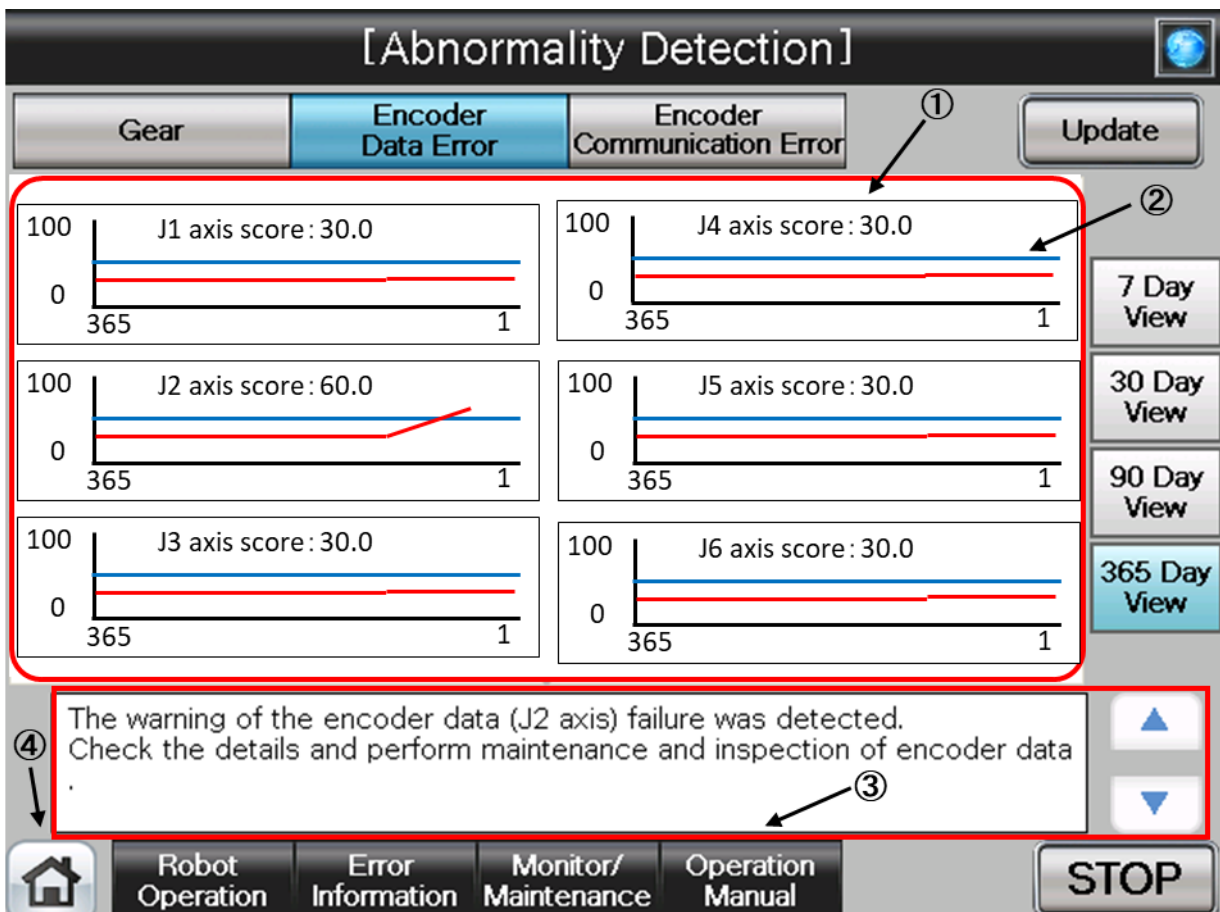 [Abnormality Detection]
Gear
Encoder
Data Error
Encoder
Communication Error
①
Update
②
100
J1 axis score: 30.0
0
365 1
100
J4 axis score: 30.0
0
365 1
7 Day
View
100
J2 axis score: 60.0
0
365 1
100
J5 axis score: 30.0
0
365 1
30 Day
View
90 Day
View
100
J3 axis score: 30.0
0
365 1
100
J6 axis score: 30.0
0
365 1
365 Day
View
The warning of the encoder data (J2 axis) failure was detected.
Check the details and perform maintenance and inspection of encoder data
.
④
③
Robot
Operation
Error
Information
Monitor/
Maintenance
Operation
Manual
STOP